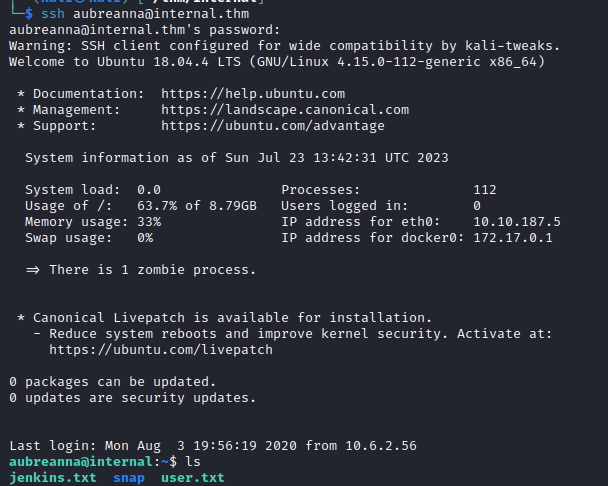 (kali㉿kali)-[~/thm/internal]
└─$ ssh aubreanna@internal.thm
aubreanna@internal.thm's password:
Warning: SSH client configured for wide compatibility by kali-tweaks.
Welcome to Ubuntu 18.04.4 LTS (GNU/Linux 4.15.0-112-generic x86_64)
* Documentation:  https://help.ubuntu.com
* Management:     https://landscape.canonical.com
* Support:        https://ubuntu.com/advantage
System information as of Sun Jul 23 13:42:31 UTC 2023
System load:  0.0               Processes:              112
Usage of /:   63.7% of 8.79GB   Users logged in:        0
Memory usage: 33%               IP address for eth0:    10.10.187.5
Swap usage:   0%                IP address for docker0: 172.17.0.1
=> There is 1 zombie process.
* Canonical Livepatch is available for installation.
- Reduce system reboots and improve kernel security. Activate at:
https://ubuntu.com/livepatch
0 packages can be updated.
0 updates are security updates.
Last login: Mon Aug  3 19:56:19 2020 from 10.6.2.56
aubreanna@internal:~$ ls
jenkins.txt  snap  user.txt